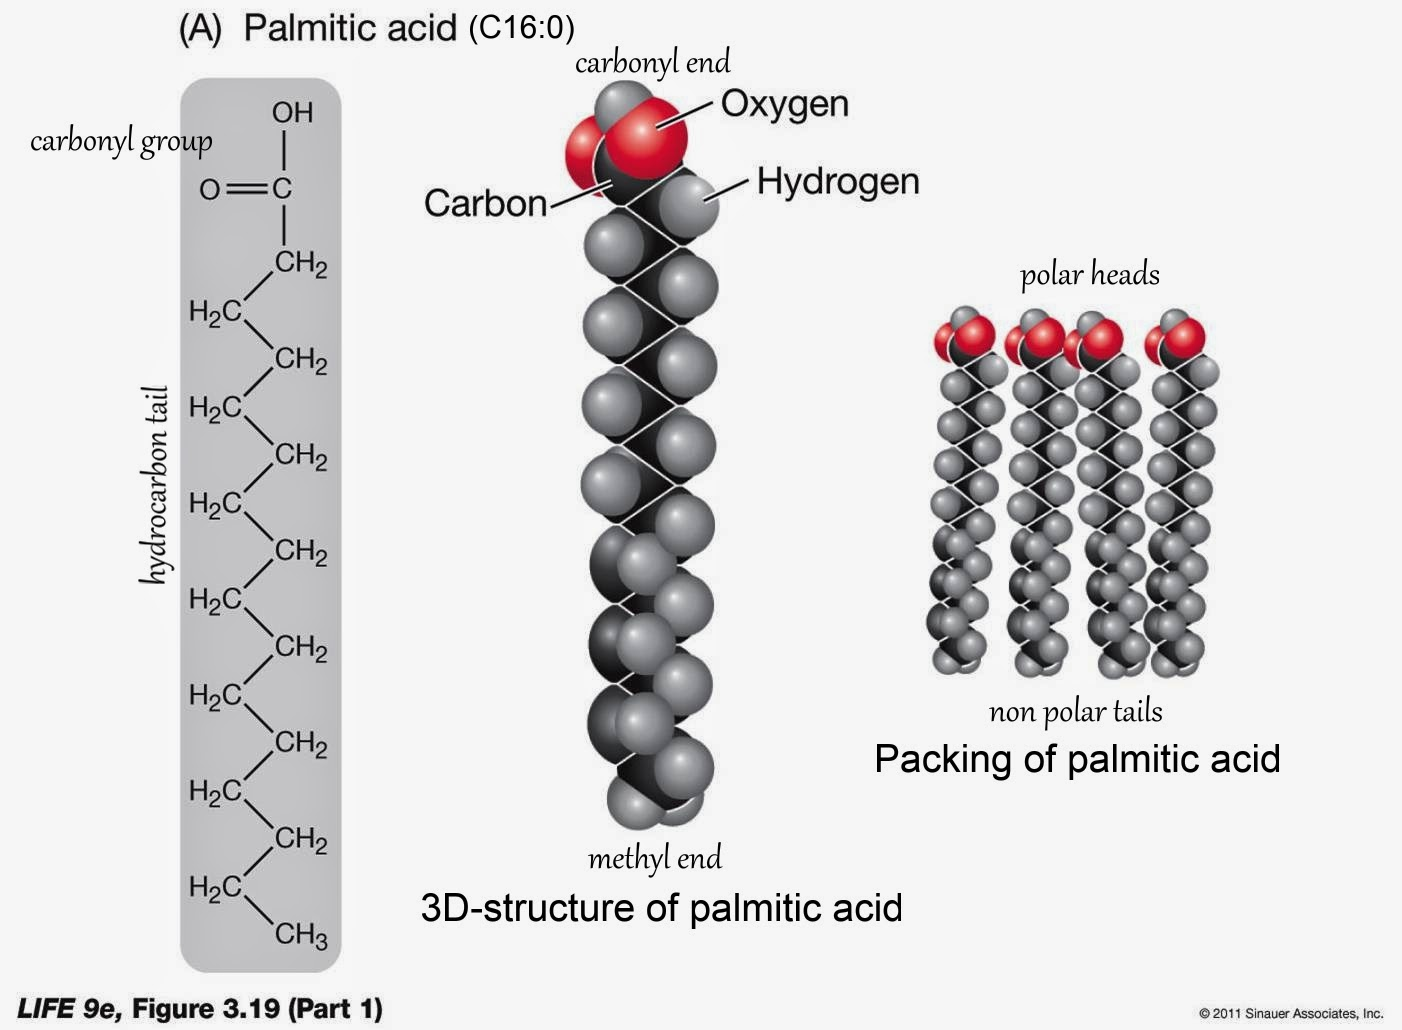 (A) Palmitic acid (C16:0)
carbonyl group
OH
O=C
CH2
H2C
CH2
H2C
CH2
H2C
CH2
H2C
CH2
H2C
CH2
H2C
CH2
H2C
CH3
hydrocarbon tail
carbonyl end
Oxygen
Carbon
Hydrogen
methyl end
3D-structure of palmitic acid
polar heads
non polar tails
Packing of palmitic acid
LIFE 9e, Figure 3.19 (Part 1)
© 2011 Sinauer Associates, Inc.